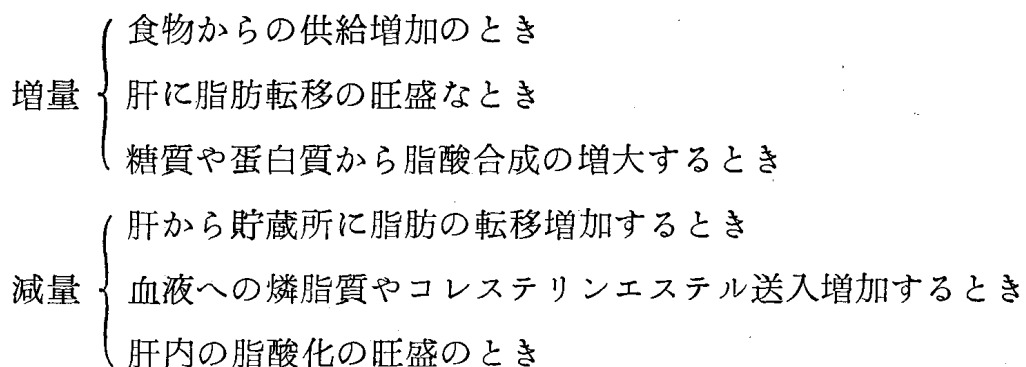 食物からの供給増加のとき
増量 肝に脂肪転移の旺盛なとき
糖質や蛋白質から脂酸合成の増大するとき
肝から貯蔵所に脂肪の転移増加するとき
減量 血液への燐脂質やコレステリンエステル送入増加するとき
肝内の脂酸化の旺盛のとき